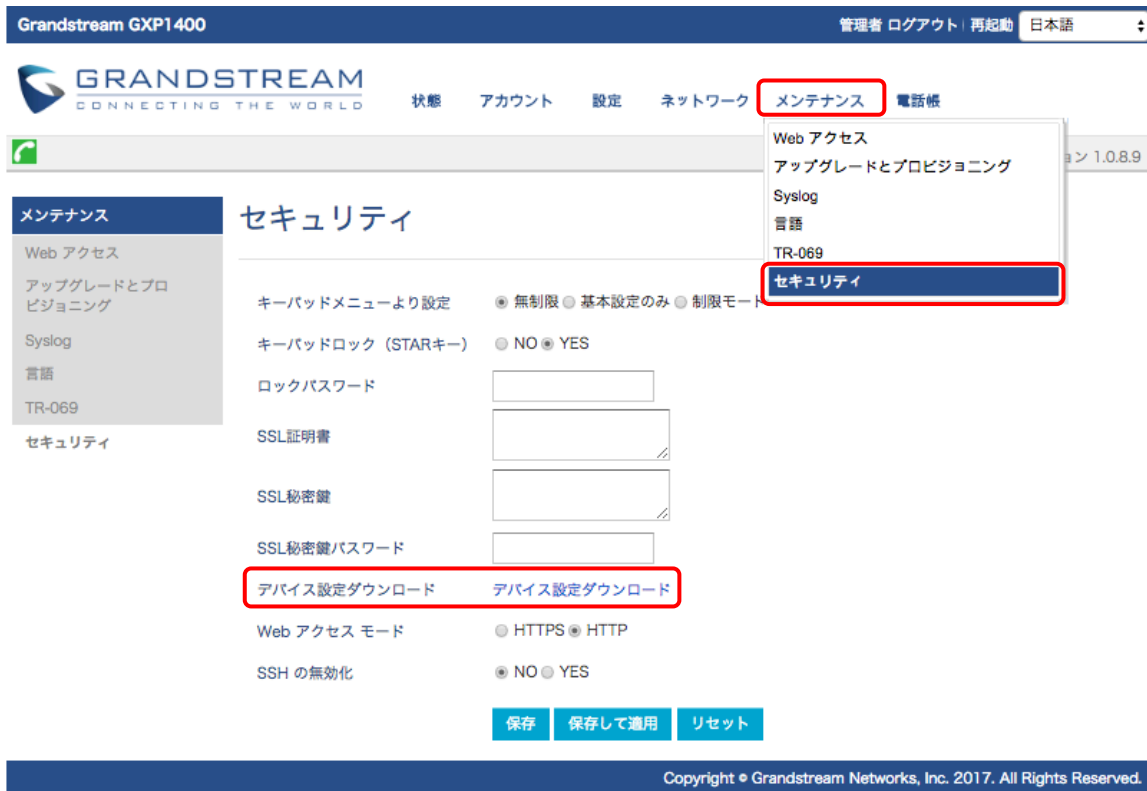 Grandstream GXP1400 管理者 ログアウト | 再起動 日本語
GRANDSTREAM
CONNECTING THE WORLD
状態 アカウント 設定 ネットワーク メンテナンス 電話帳
Web アクセス
アップグレードとプロビジョニング
Syslog
言語
TR-069
セキュリティ
ョン 1.0.8.9
メンテナンス
Web アクセス
アップグレードとプロ
ビジョニング
Syslog
言語
TR-069
セキュリティ
セキュリティ
キーパッドメニューより設定 無制限 基本設定のみ 制限モード
キーパッドロック（STARキー） NO YES
ロックパスワード
SSL証明書
SSL秘密鍵
SSL秘密鍵パスワード
デバイス設定ダウンロード デバイス設定ダウンロード
Web アクセス モード HTTPS HTTP
SSH の無効化 NO YES
保存 保存して適用 リセット
Copyright © Grandstream Networks, Inc. 2017. All Rights Reserved.